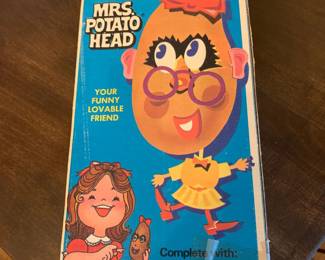 MRS.
POTATO
HEAD
YOUR
FUNNY
LOVABLE
FRIEND
Complete with: